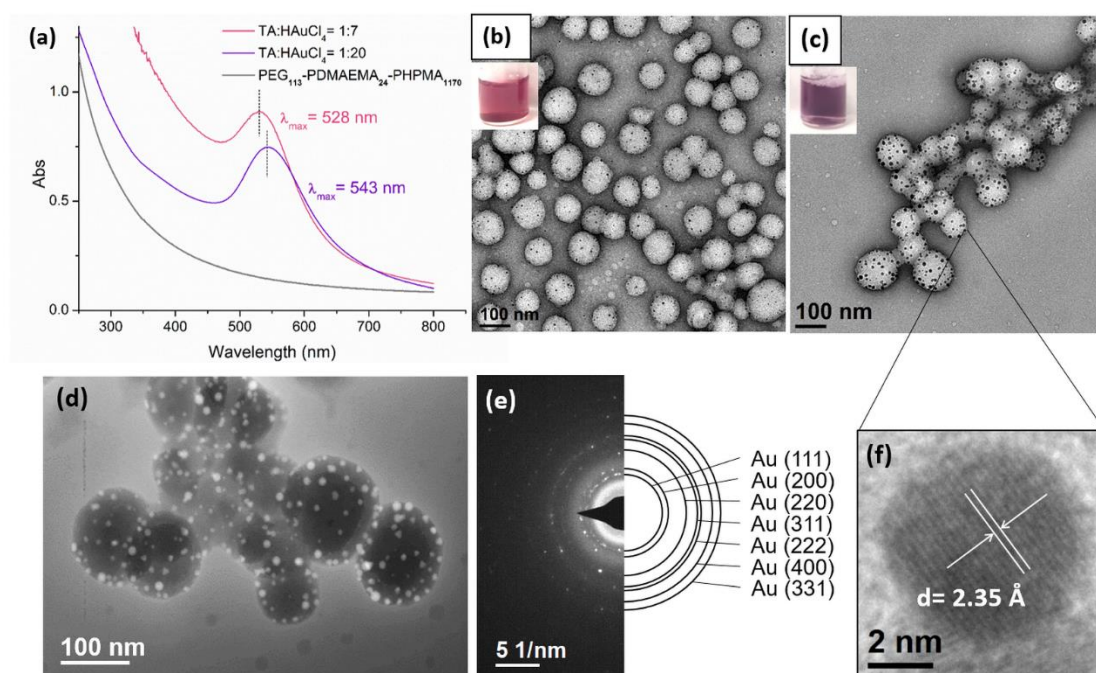 (a)
TA:HAuCl4= 1:7
TA:HAuCl4= 1:20
PEG113-PDMAEMA24-PHPMA1170
λmax= 528 nm
λmax= 543 nm
1.0
0.5
0.0
Abs
300 400 500 600 700 800
Wavelength (nm)
(b)
100 nm
(c)
100 nm
(d)
100 nm
(e)
5 1/nm
Au (111)
Au (200)
Au (220)
Au (311)
Au (222)
Au (400)
Au (331)
(f)
d= 2.35 Å
2 nm